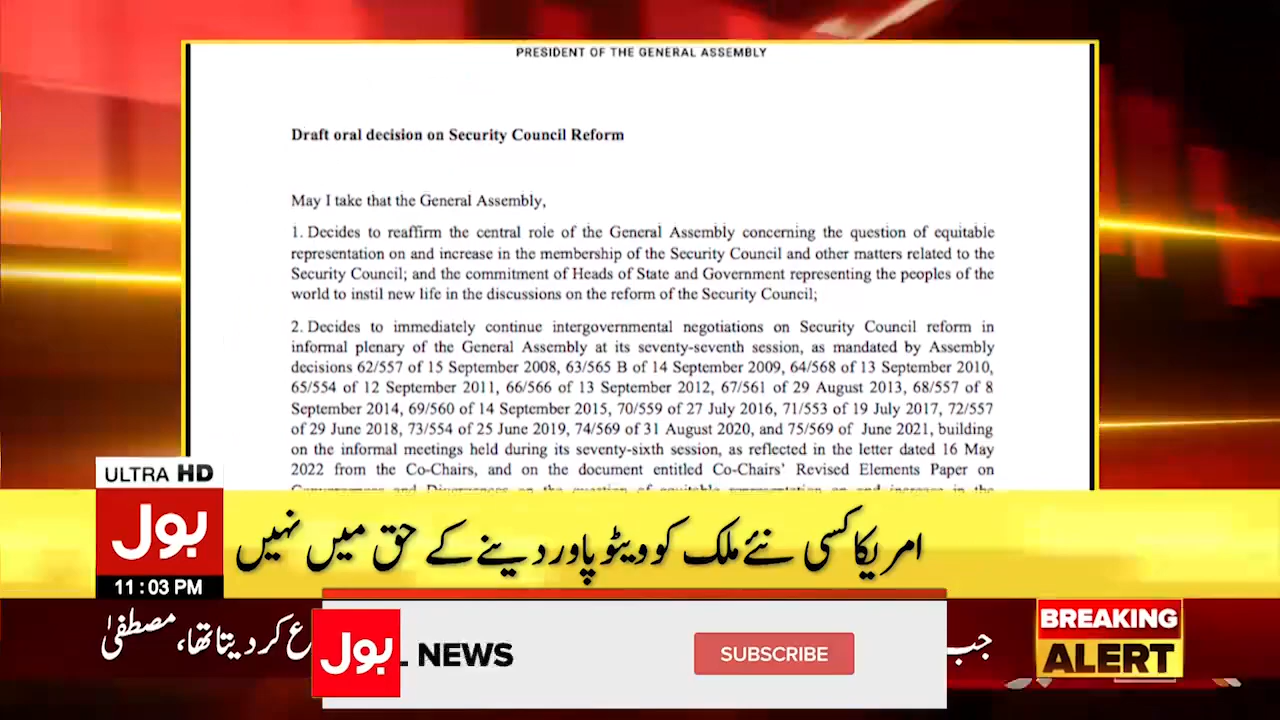 PRESIDENT OF THE GENERAL ASSEMBLY
Draft oral decision on Security Council Reform
May I take that the General Assembly,
1. Decides to reaffirm the central role of the General Assembly concerning the question of equitable
representation on and increase in the membership of the Security Council and other matters related to the
Security Council; and the commitment of Heads of State and Government representing the peoples of the
world to instil new life in the discussions on the reform of the Security Council;
2. Decides to immediately continue intergovernmental negotiations on Security Council reform in
informal plenary of the General Assembly at its seventy-seventh session, as mandated by Assembly
decisions 62/557 of 15 September 2008, 63/565 B of 14 September 2009, 64/568 of 13 September 2010,
65/554 of 12 September 2011, 66/566 of 13 September 2012, 67/561 of 29 August 2013, 68/557 of 8
September 2014, 69/560 of 14 September 2015, 70/559 of 27 July 2016, 71/553 of 19 July 2017, 72/557
of 29 June 2018, 73/554 of 25 June 2019, 74/569 of 31 August 2020, and 75/569 of June 2021, building
on the informal meetings held during its seventy-sixth session, as reflected in the letter dated 16 May
2022 from the Co-Chairs, and on the document entitled Co-Chairs' Revised Elements Paper on
ULTRA HD
بول
11:03 PM
امریکا کسی نئے ملک کو ویٹو پاور دینے کے حق میں نہیں
جب
ع کر دیتا تھا، مصطفیٰ
بول
NEWS
SUBSCRIBE
BREAKING
ALERT